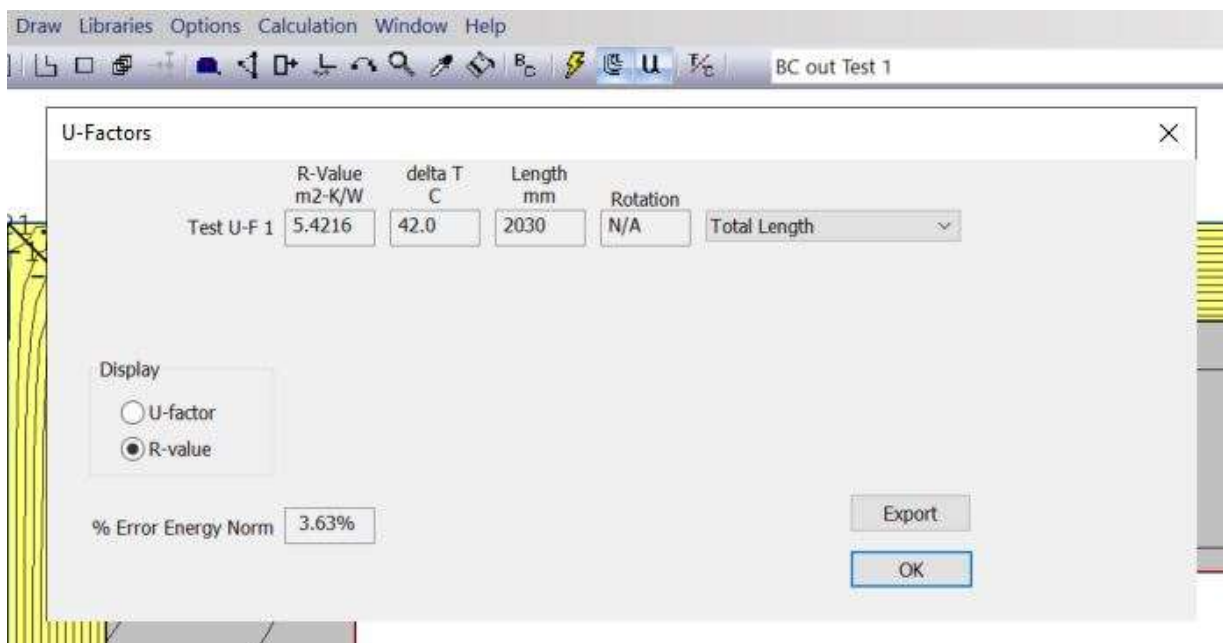 Draw Libraries Options Calculation Window Help
BC U T/C BC out Test 1
U-Factors
R-Value delta T Length
m2-K/W C mm Rotation
Test U-F 1 5.4216 42.0 2030 N/A Total Length
Display
U-factor
R-value
% Error Energy Norm 3.63%
Export
OK